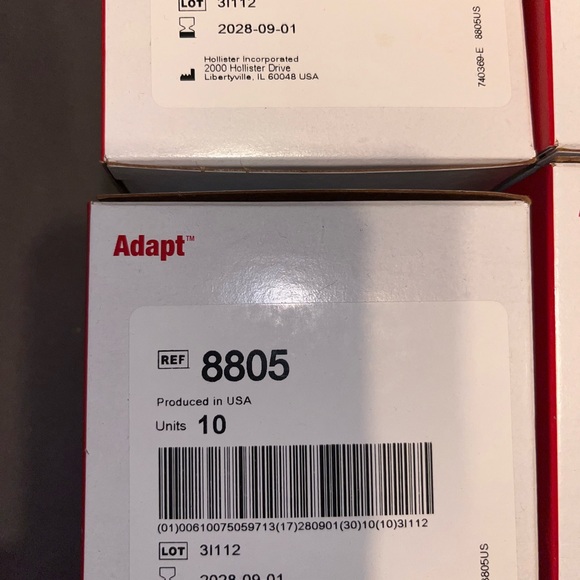 LOT 3I112
2028-09-01
Hollister Incorporated
2000 Hollister Drive
Libertyville, IL 60048 USA
740369-E 8805US
Adapt™
REF 8805
Produced in USA
Units 10
(01)00610075059713(17)280901(30)10(10)3I112
LOT 3I112
2028-09-01
8805US